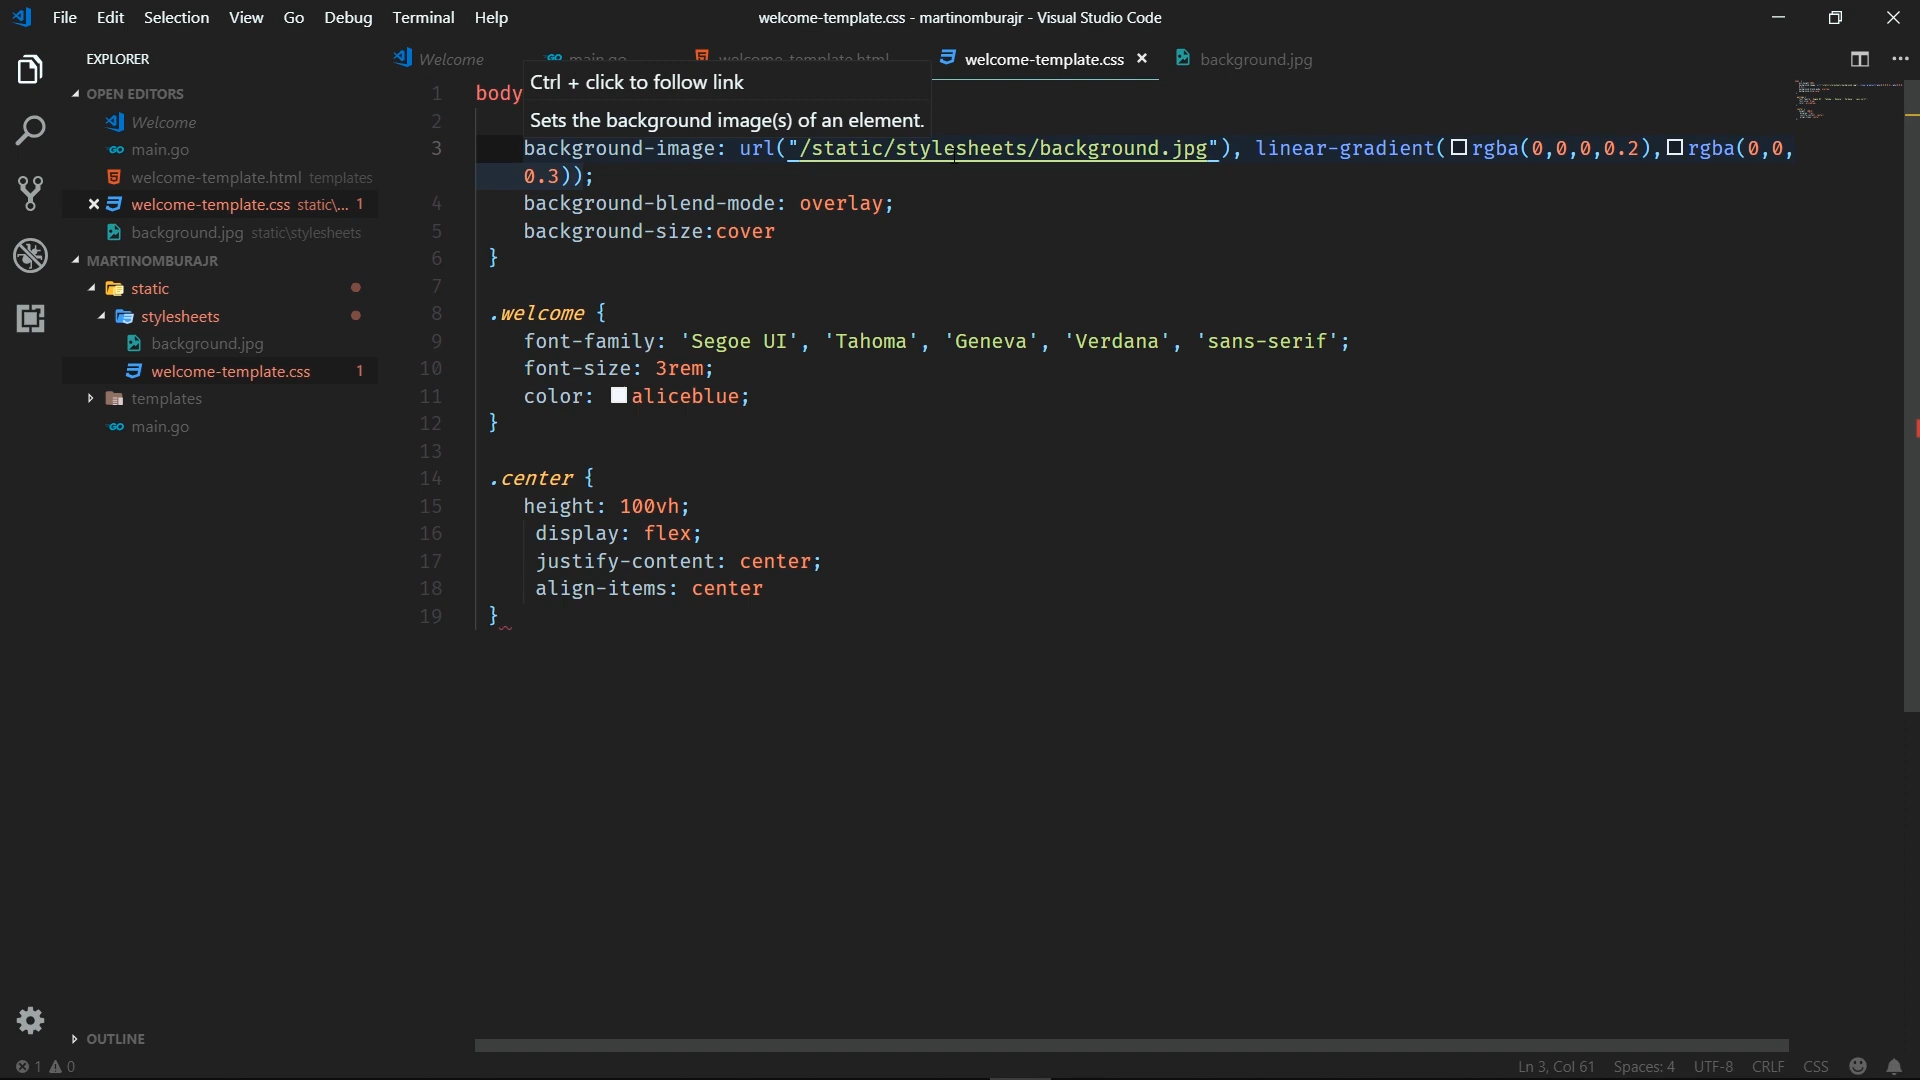 File Edit Selection View Go Debug Terminal Help welcome-template.css - martinomburajr - Visual Studio Code
EXPLORER
Welcome main.go welcome-template.html welcome-template.css background.jpg
OPEN EDITORS
Welcome
main.go
welcome-template.html templates
welcome-template.css static\... 1
background.jpg static\stylesheets
MARTINOMBURAJR
static
stylesheets
background.jpg
welcome-template.css 1
templates
main.go
Ctrl + click to follow link
Sets the background image(s) of an element.
1 body
2
3 background-image: url("/static/stylesheets/background.jpg"), linear-gradient(rgba(0,0,0,0.2),rgba(0,0,
0.3));
4 background-blend-mode: overlay;
5 background-size:cover
6 }
7
8 .welcome {
9 font-family: 'Segoe UI', 'Tahoma', 'Geneva', 'Verdana', 'sans-serif';
10 font-size: 3rem;
11 color: aliceblue;
12 }
13
14 .center {
15 height: 100vh;
16 display: flex;
17 justify-content: center;
18 align-items: center
19 }
OUTLINE
1 0 Ln 3, Col 61 Spaces: 4 UTF-8 CRLF CSS